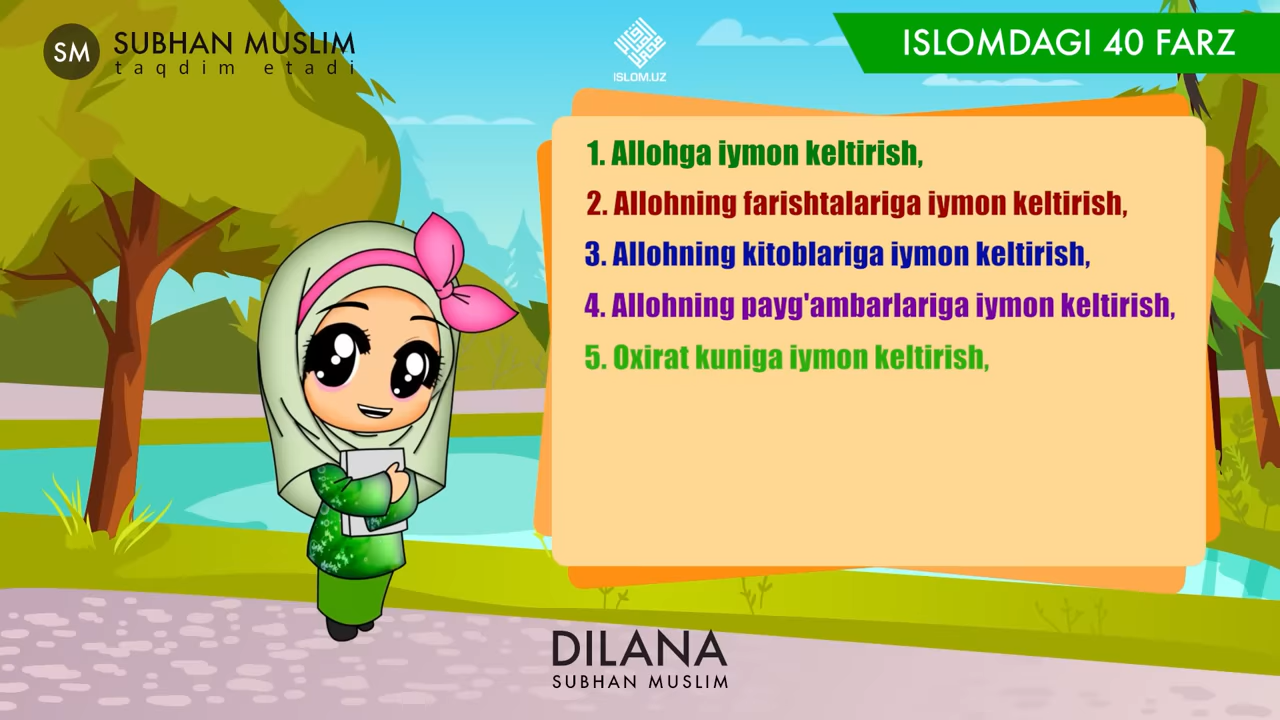 SM
SUBHAN MUSLIM
taqdim etadi
ISLOM.UZ
ISLOMDAGI 40 FARZ
1. Allohga iymon keltirish,
2. Allohning farishtalariga iymon keltirish,
3. Allohning kitoblariga iymon keltirish,
4. Allohning payg'ambarlariga iymon keltirish,
5. Oxirat kuniga iymon keltirish,
DILANA
SUBHAN MUSLIM